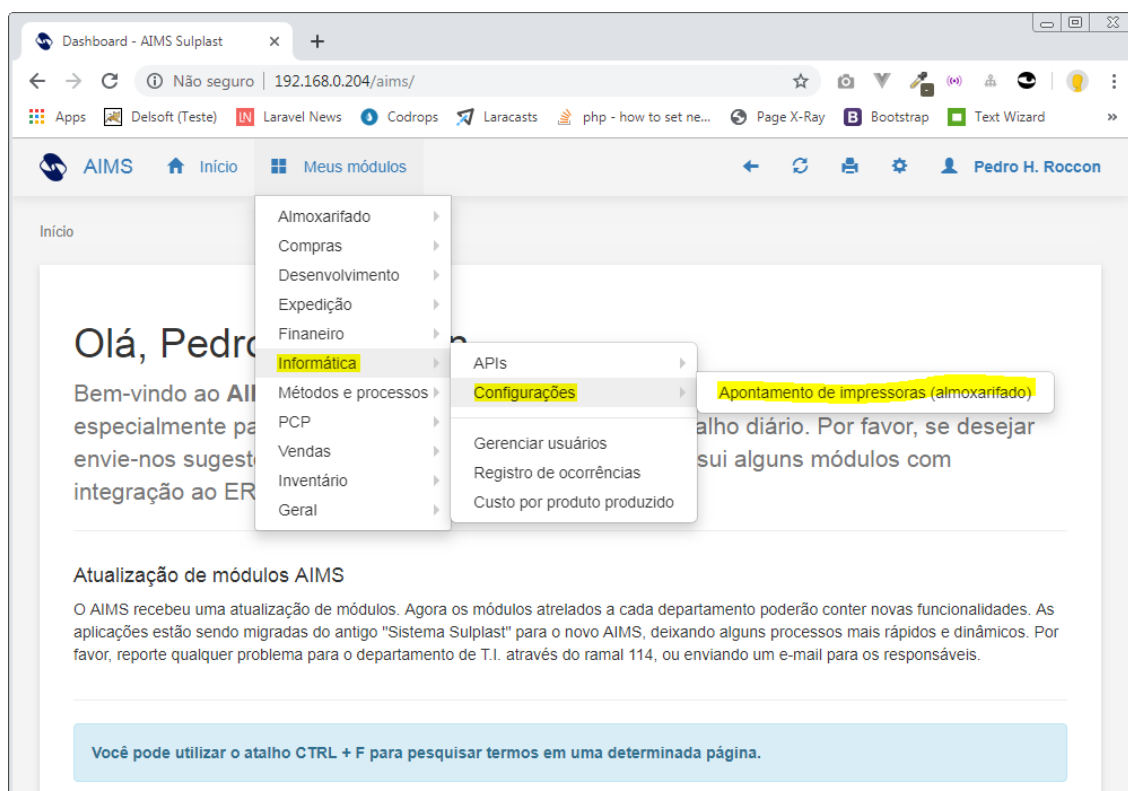 Dashboard - AIMS Sulplast
Não seguro | 192.168.0.204/aims/
Apps Delsoft (Teste) Laravel News Codrops Laracasts php - how to set ne... Page X-Ray Bootstrap Text Wizard »
AIMS Início Meus módulos Pedro H. Roccon
Início
Almoxarifado
Compras
Desenvolvimento
Expedição
Finaneiro
Informática
Métodos e processos
PCP
Vendas
Inventário
Geral
APIs
Configurações
Gerenciar usuários
Registro de ocorrências
Custo por produto produzido
Apontamento de impressoras (almoxarifado)
Olá, Pedro
Bem-vindo ao
especialmente diário. Por favor, se desejar
envie-nos alguns módulos com
integração ao
Atualização de módulos AIMS
O AIMS recebeu uma atualização de módulos. Agora os módulos atrelados a cada departamento poderão conter novas funcionalidades. As
aplicações estão sendo migradas do antigo "Sistema Sulplast" para o novo AIMS, deixando alguns processos mais rápidos e dinâmicos. Por
favor, reporte qualquer problema para o departamento de T.I. através do ramal 114, ou enviando um e-mail para os responsáveis.
Você pode utilizar o atalho CTRL + F para pesquisar termos em uma determinada página.